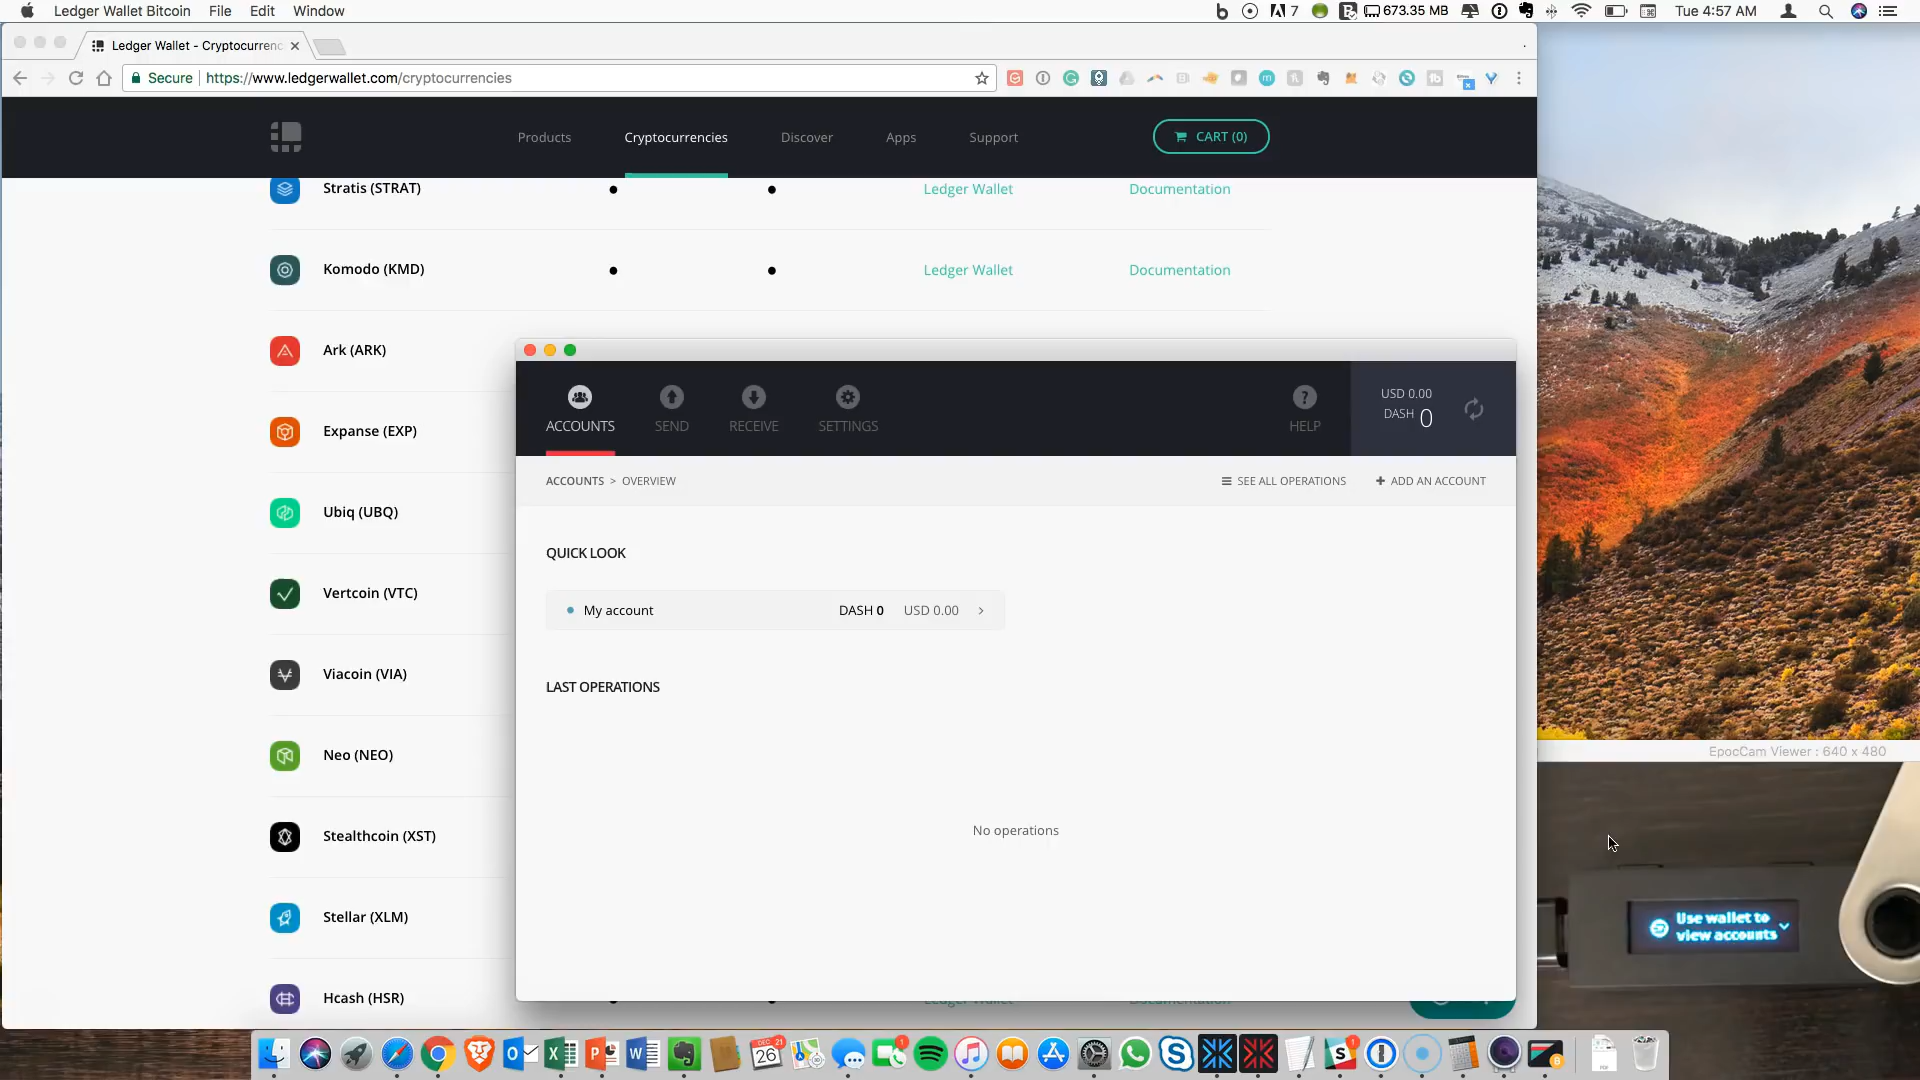 Ledger Wallet Bitcoin File Edit Window
7 673.35 MB Tue 4:57 AM
Ledger Wallet - Cryptocurrenc
Secure https://www.ledgerwallet.com/cryptocurrencies
Products Cryptocurrencies Discover Apps Support CART (0)
Stratis (STRAT) Ledger Wallet Documentation
Komodo (KMD) Ledger Wallet Documentation
Ark (ARK)
Expanse (EXP)
Ubiq (UBQ)
Vertcoin (VTC)
Viacoin (VIA)
Neo (NEO)
Stealthcoin (XST)
Stellar (XLM)
Hcash (HSR) Ledger Wallet Documentation
ACCOUNTS SEND RECEIVE SETTINGS HELP
USD 0.00
DASH 0
ACCOUNTS > OVERVIEW SEE ALL OPERATIONS + ADD AN ACCOUNT
QUICK LOOK
My account DASH 0 USD 0.00
LAST OPERATIONS
No operations
EpocCam Viewer : 640 x 480
Use wallet to
view accounts